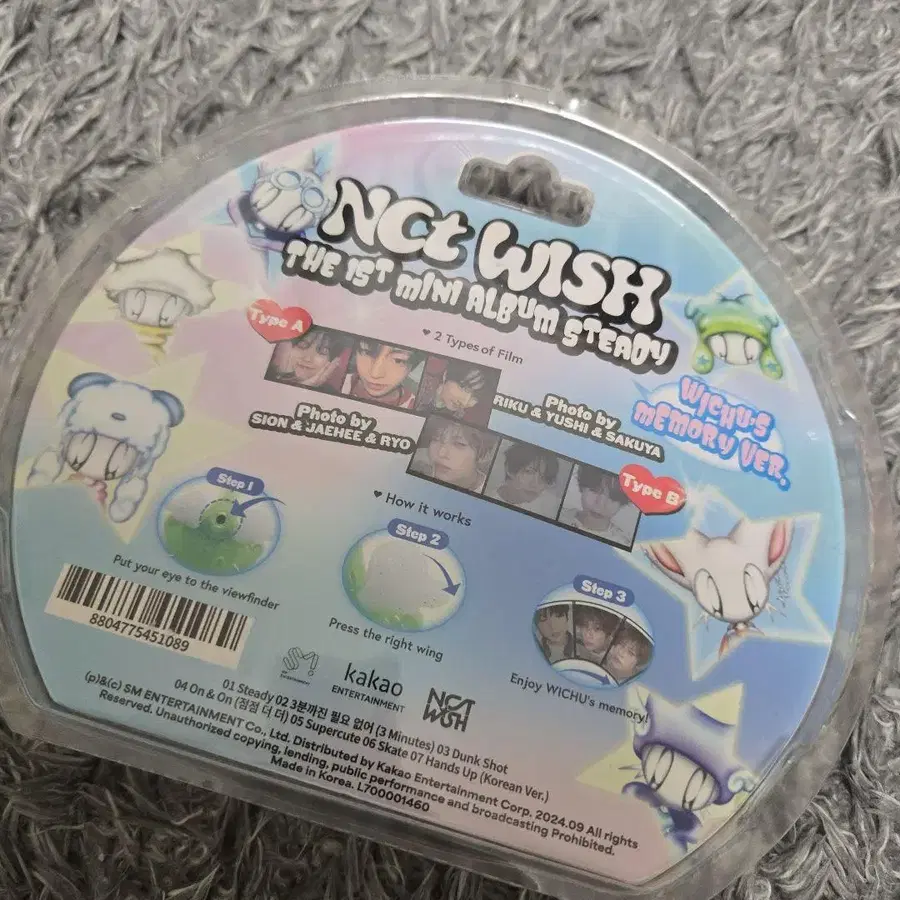 NCT WISH
THE 1ST MINI ALBUM STEADY
WICHU'S
MEMORY VER.
♥ 2 Types of Film
Type A
Photo by
SION & JAEHEE & RYO
Photo by
RIKU & YUSHI & SAKUYA
Type B
♥ How it works
Step 1
Put your eye to the viewfinder
Step 2
Press the right wing
Step 3
Enjoy WICHU's memory!
8804775451089
SM
ENTERTAINMENT
kakao
ENTERTAINMENT
NCT
WISH
01 Steady 02 3분까진 필요 없어 (3 Minutes) 03 Dunk Shot
04 On & On (점점 더 더) 05 Supercute 06 Skate 07 Hands Up (Korean Ver.)
(p)&(c) SM ENTERTAINMENT Co., Ltd. Distributed by Kakao Entertainment Corp. 2024.09 All rights
Reserved. Unauthorized copying, lending, public performance and broadcasting Prohibited.
Made in Korea. L700001460